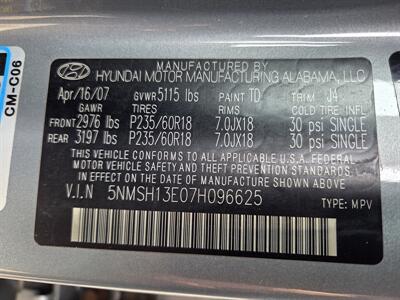 CM-C06
MANUFACTURED BY
HYUNDAI MOTOR MANUFACTURING ALABAMA, LLC
Apr/16/07 GVWR 5115 lbs PAINT TD TRIM J4
GAWR TIRES RIMS COLD TIRE INFL.
FRONT 2976 lbs P235/60R18 7.0JX18 30 psi SINGLE
REAR 3197 lbs P235/60R18 7.0JX18 30 psi SINGLE
THIS VEHICLE CONFORMS TO ALL APPLICABLE U.S. FEDERAL
MOTOR VEHICLE SAFETY AND THEFT PREVENTION STANDARDS
IN EFFECT ON THE DATE OF MANUFACTURE SHOWN ABOVE.
V.I.N 5NMSH13E07H096625
TYPE: MPV